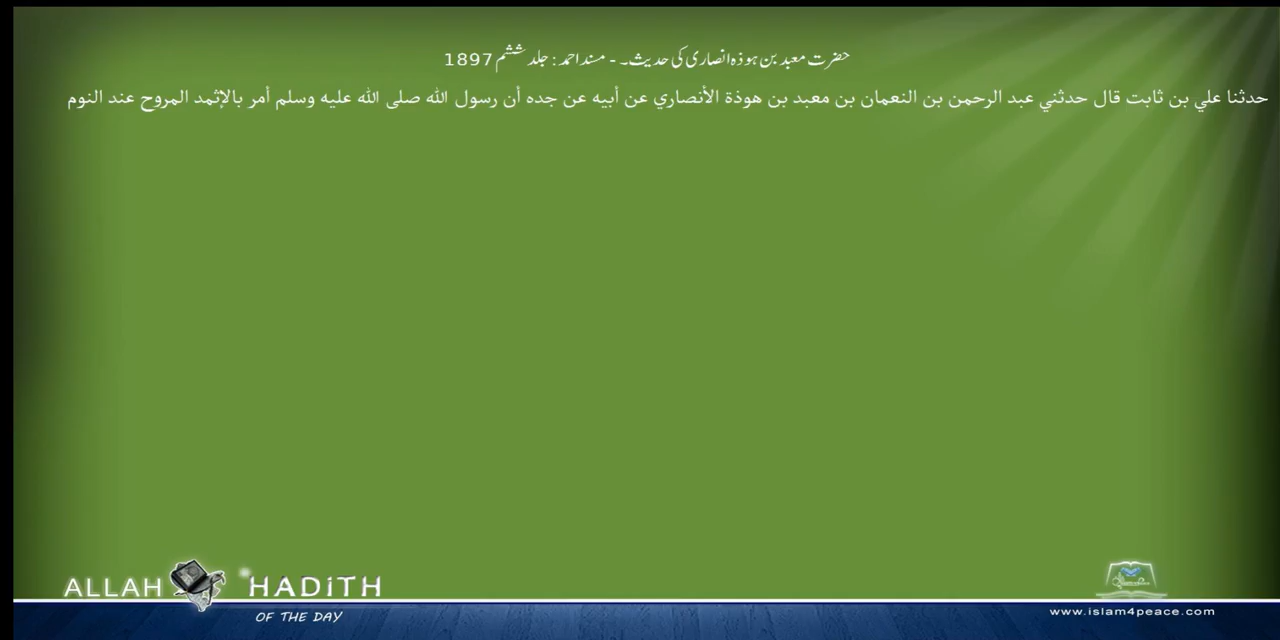 حضرت معبد بن ہوذہ انصاری کی حدیث۔ - مسند احمد : جلد ششم 1897
حدثنا علي بن ثابت قال حدثني عبد الرحمن بن النعمان بن معبد بن هوذة الأنصاري عن أبيه عن جده أن رسول الله صلى الله عليه وسلم أمر بالإثمد المروح عند النوم
ALLAH HADITH
OF THE DAY
www.islam4peace.com